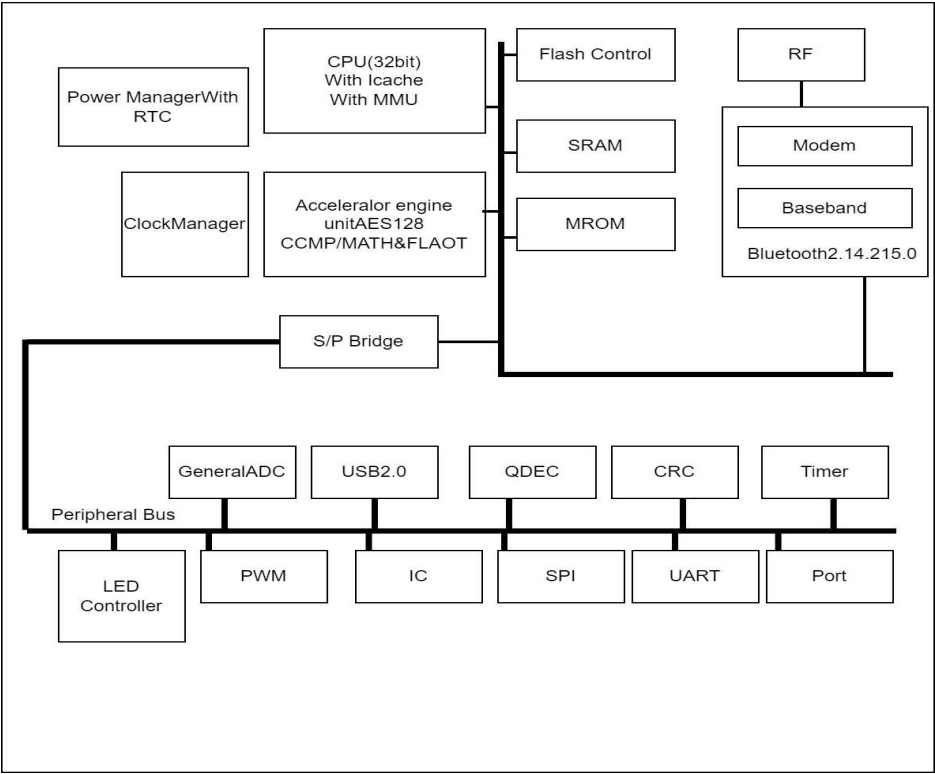 CPU(32bit)
With Icache
With MMU
Flash Control
RF
Power ManagerWith
RTC
SRAM
Modem
ClockManager
Acceleralor engine
unitAES128
CCMP/MATH&FLAOT
MROM
Baseband
Bluetooth2.14.215.0
S/P Bridge
GeneralADC
USB2.0
QDEC
CRC
Timer
Peripheral Bus
LED
Controller
PWM
IC
SPI
UART
Port